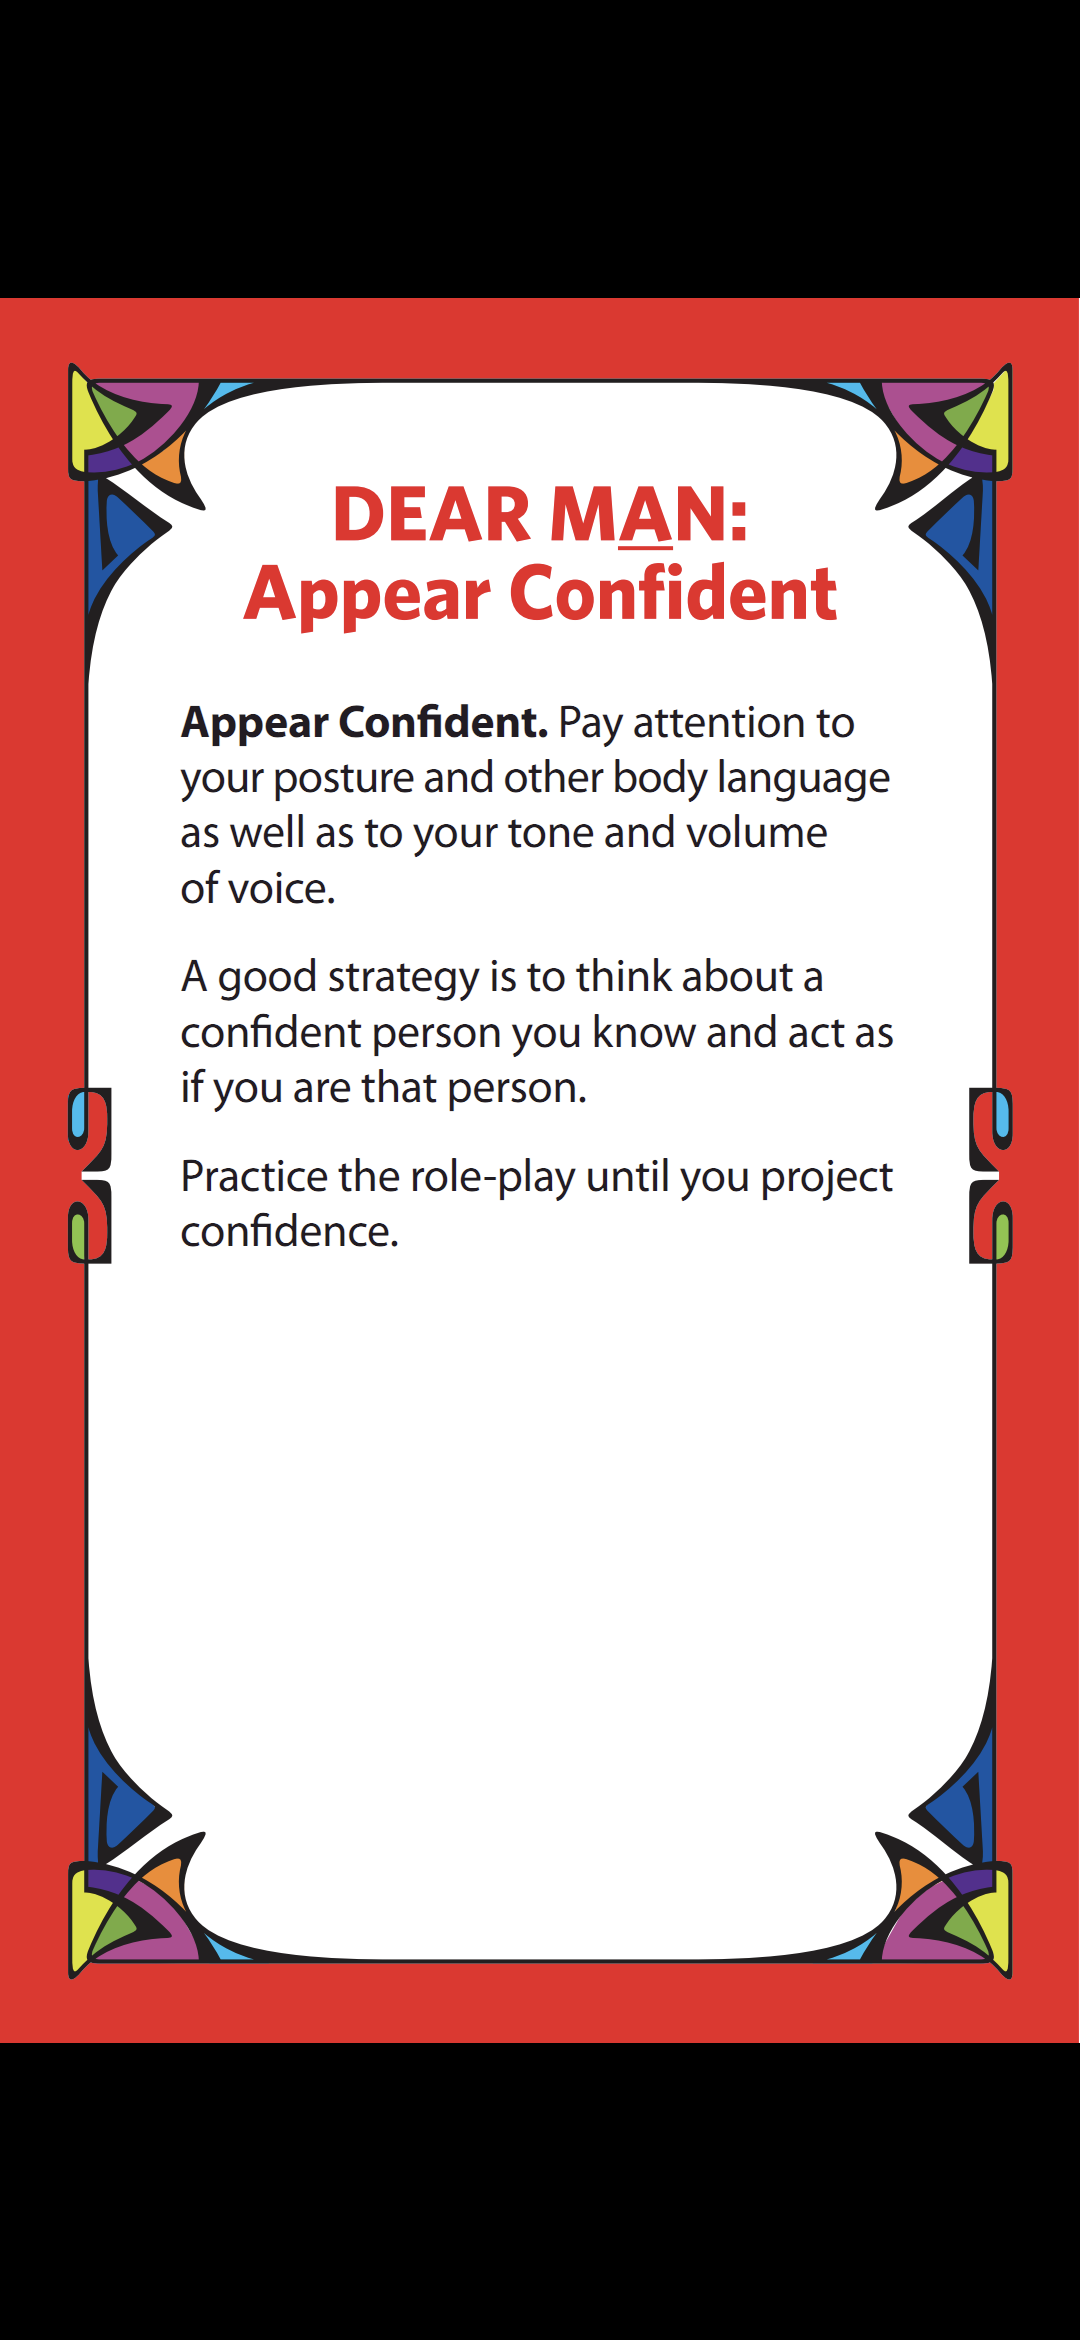 DEAR MAN:
Appear Confident
Appear Confident. Pay attention to
your posture and other body language
as well as to your tone and volume
of voice.
A good strategy is to think about a
confident person you know and act as
if you are that person.
Practice the role-play until you project
confidence.